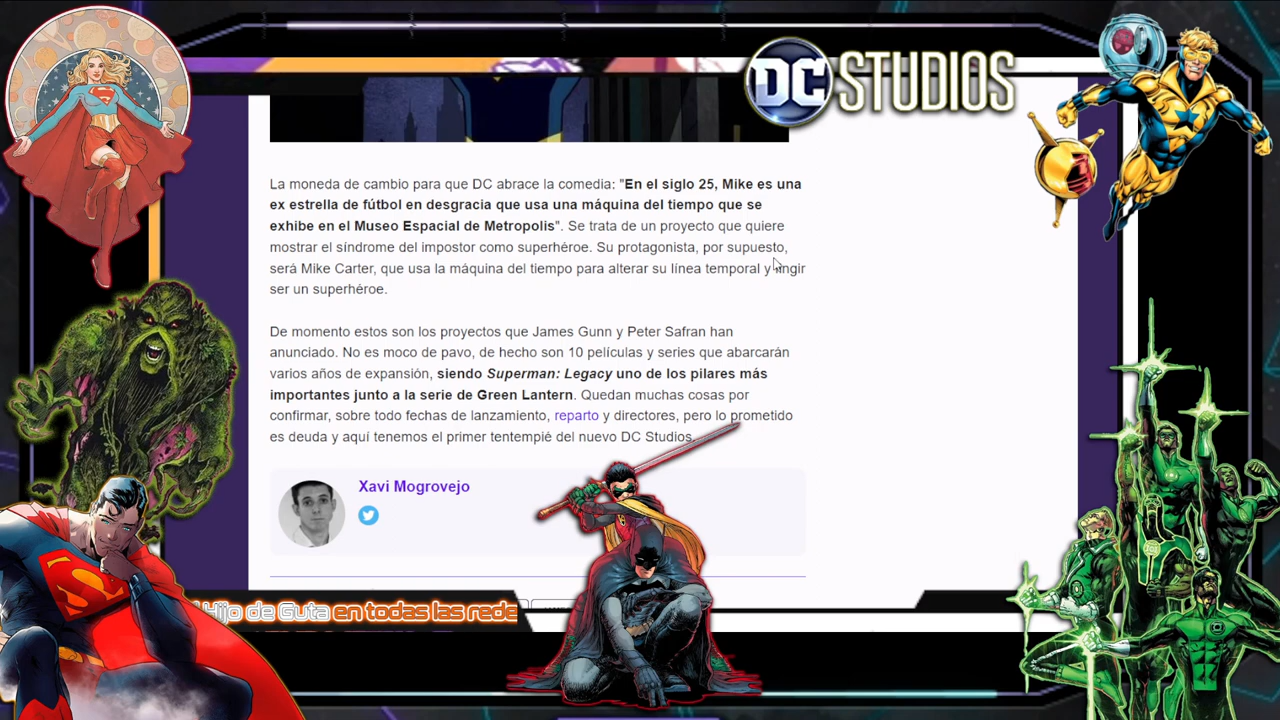 DC STUDIOS
La moneda de cambio para que DC abrace la comedia: "En el siglo 25, Mike es una
ex estrella de fútbol en desgracia que usa una máquina del tiempo que se
exhibe en el Museo Espacial de Metropolis". Se trata de un proyecto que quiere
mostrar el síndrome del impostor como superhéroe. Su protagonista, por supuesto,
será Mike Carter, que usa la máquina del tiempo para alterar su línea temporal y fingir
ser un superhéroe.
De momento estos son los proyectos que James Gunn y Peter Safran han
anunciado. No es moco de pavo, de hecho son 10 películas y series que abarcarán
varios años de expansión, siendo Superman: Legacy uno de los pilares más
importantes junto a la serie de Green Lantern. Quedan muchas cosas por
confirmar, sobre todo fechas de lanzamiento, reparto y directores, pero lo prometido
es deuda y aquí tenemos el primer tentempié del nuevo DC Studios.
Xavi Mogrovejo
Hijo de Guta en todas las rede